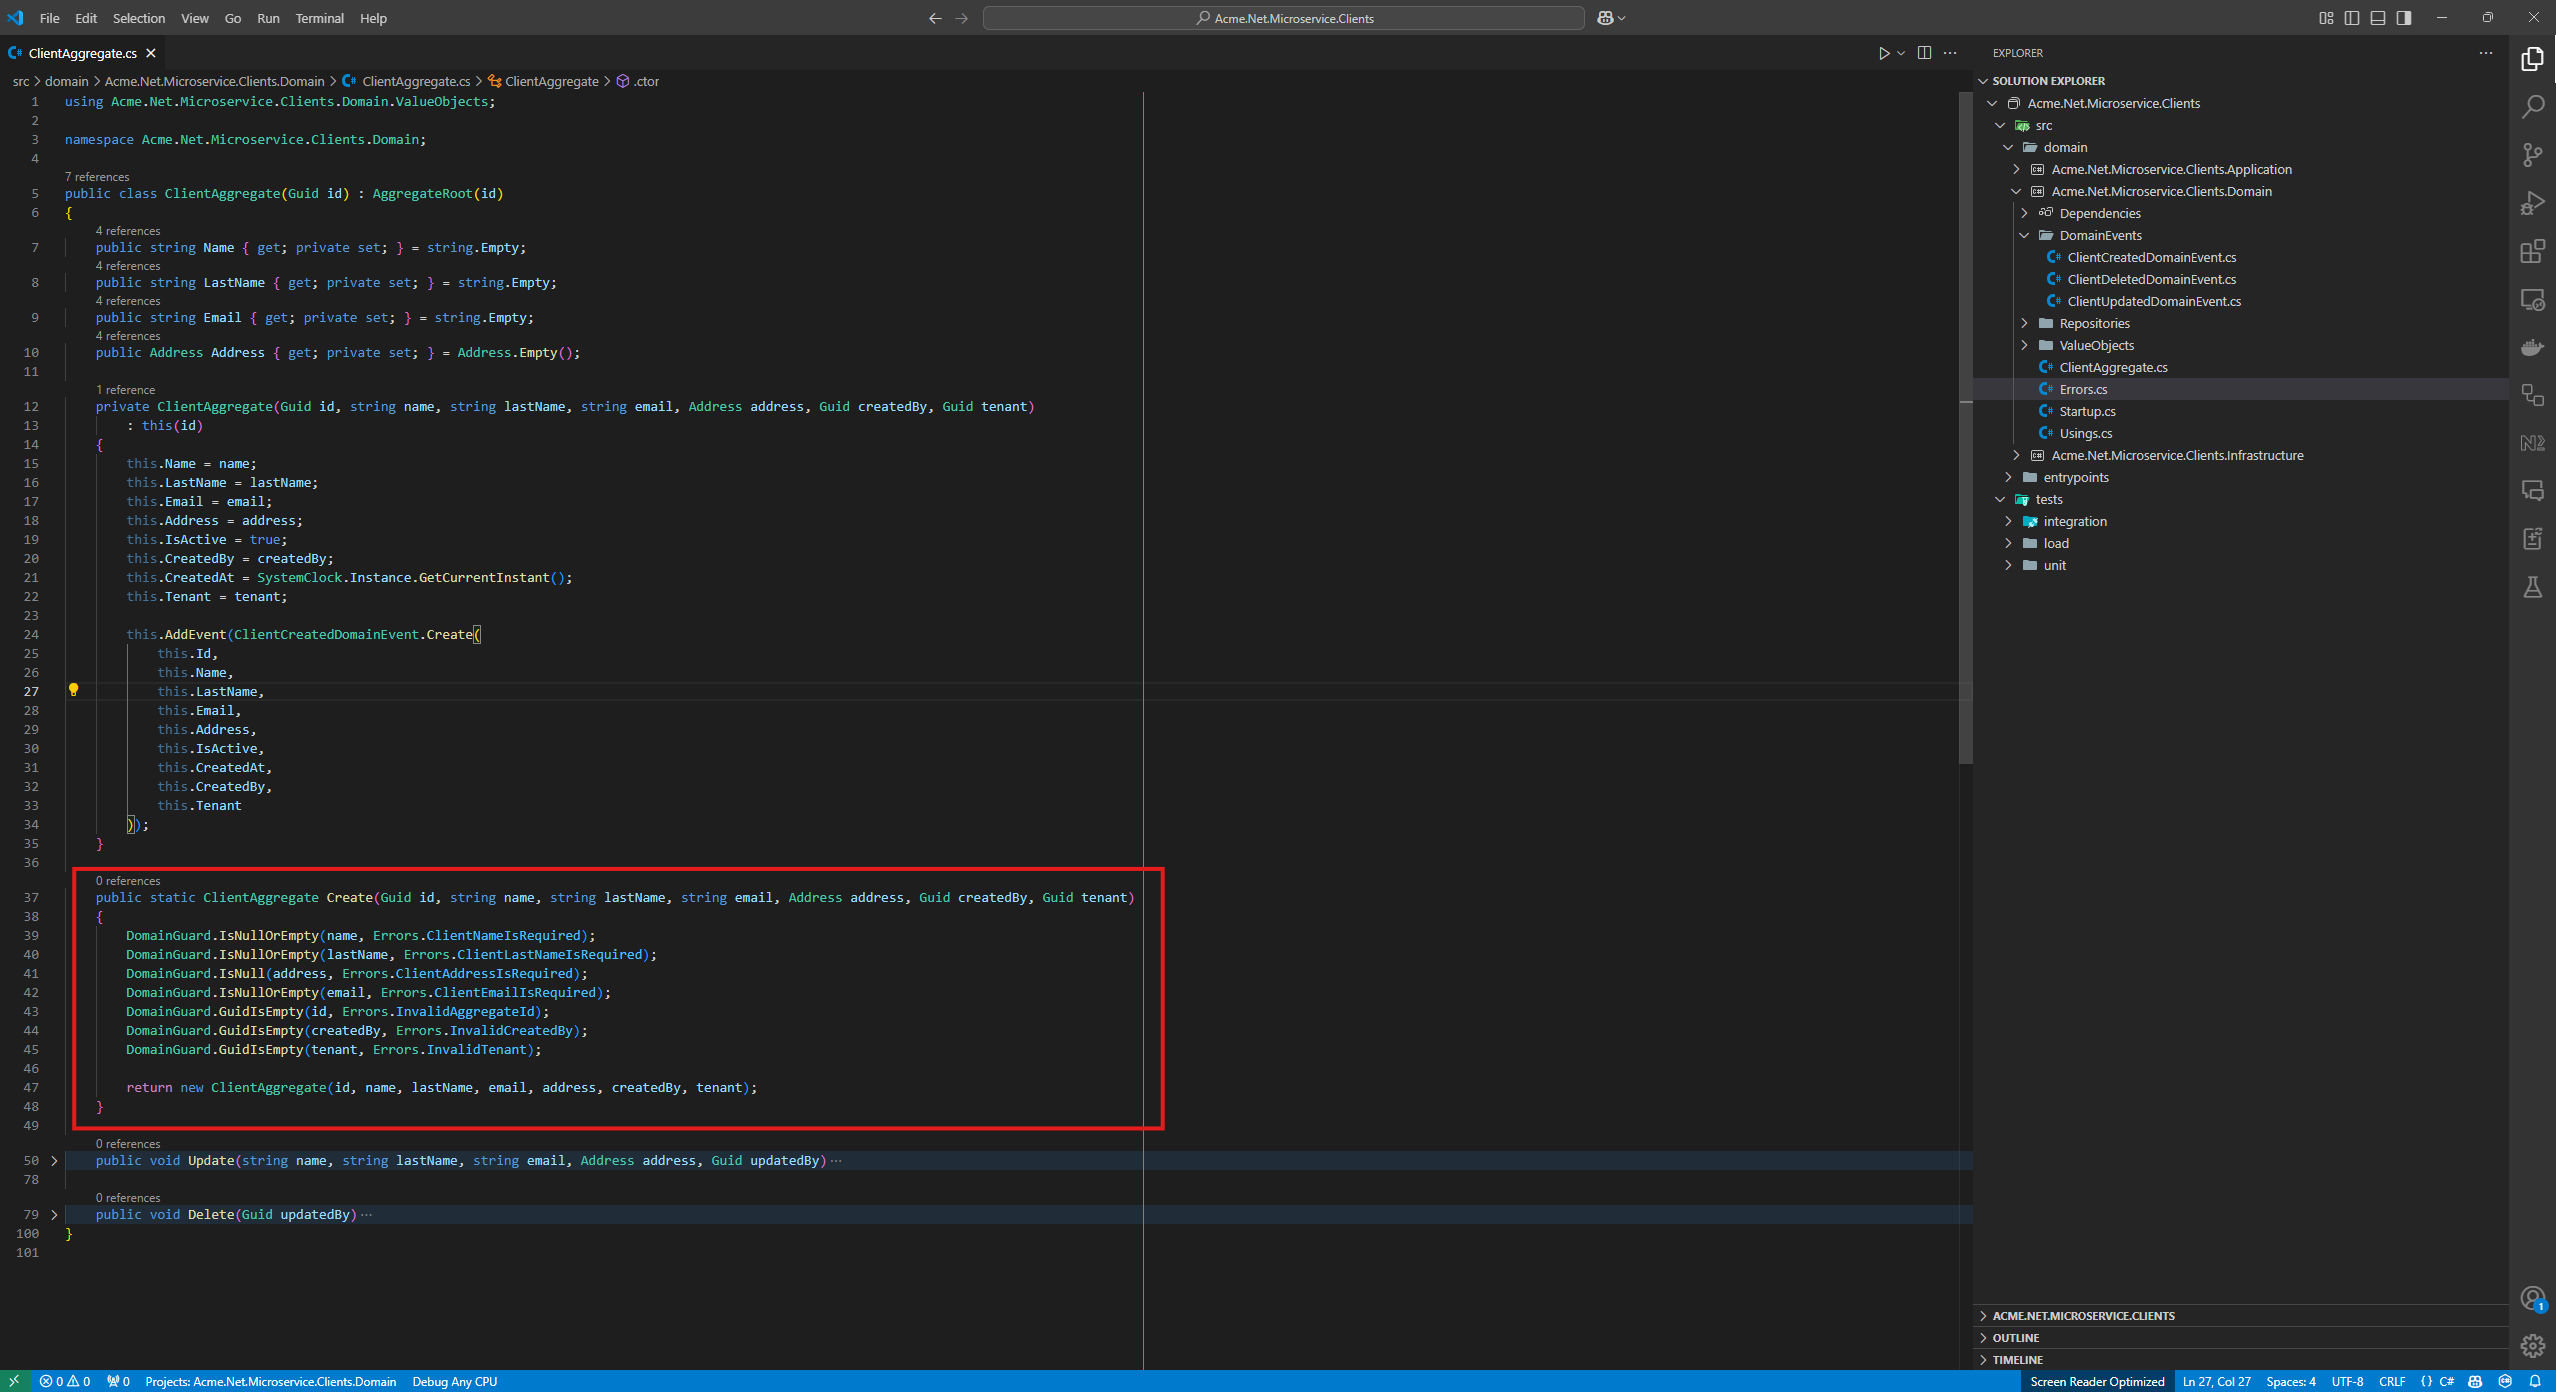 File Edit Selection View Go Run Terminal Help
Acme.Net.Microservice.Clients
ClientAggregate.cs
src > domain > Acme.Net.Microservice.Clients.Domain > ClientAggregate.cs > ClientAggregate > .ctor
1 using Acme.Net.Microservice.Clients.Domain.ValueObjects;
2
3 namespace Acme.Net.Microservice.Clients.Domain;
4
7 references
5 public class ClientAggregate(Guid id) : AggregateRoot(id)
6 {
4 references
7 public string Name { get; private set; } = string.Empty;
4 references
8 public string LastName { get; private set; } = string.Empty;
4 references
9 public string Email { get; private set; } = string.Empty;
4 references
10 public Address Address { get; private set; } = Address.Empty();
11
1 reference
12 private ClientAggregate(Guid id, string name, string lastName, string email, Address address, Guid createdBy, Guid tenant)
13 : this(id)
14 {
15 this.Name = name;
16 this.LastName = lastName;
17 this.Email = email;
18 this.Address = address;
19 this.IsActive = true;
20 this.CreatedBy = createdBy;
21 this.CreatedAt = SystemClock.Instance.GetCurrentInstant();
22 this.Tenant = tenant;
23
24 this.AddEvent(ClientCreatedDomainEvent.Create(
25 this.Id,
26 this.Name,
27 this.LastName,
28 this.Email,
29 this.Address,
30 this.IsActive,
31 this.CreatedAt,
32 this.CreatedBy,
33 this.Tenant
34 ));
35 }
36
0 references
37 public static ClientAggregate Create(Guid id, string name, string lastName, string email, Address address, Guid createdBy, Guid tenant)
38 {
39 DomainGuard.IsNullOrEmpty(name, Errors.ClientNameIsRequired);
40 DomainGuard.IsNullOrEmpty(lastName, Errors.ClientLastNameIsRequired);
41 DomainGuard.IsNull(address, Errors.ClientAddressIsRequired);
42 DomainGuard.IsNullOrEmpty(email, Errors.ClientEmailIsRequired);
43 DomainGuard.GuidIsEmpty(id, Errors.InvalidAggregateId);
44 DomainGuard.GuidIsEmpty(createdBy, Errors.InvalidCreatedBy);
45 DomainGuard.GuidIsEmpty(tenant, Errors.InvalidTenant);
46
47 return new ClientAggregate(id, name, lastName, email, address, createdBy, tenant);
48 }
49
0 references
50 public void Update(string name, string lastName, string email, Address address, Guid updatedBy) ···
78
0 references
79 public void Delete(Guid updatedBy) ···
100 }
101
EXPLORER
SOLUTION EXPLORER
Acme.Net.Microservice.Clients
src
domain
Acme.Net.Microservice.Clients.Application
Acme.Net.Microservice.Clients.Domain
Dependencies
DomainEvents
ClientCreatedDomainEvent.cs
ClientDeletedDomainEvent.cs
ClientUpdatedDomainEvent.cs
Repositories
ValueObjects
ClientAggregate.cs
Errors.cs
Startup.cs
Usings.cs
Acme.Net.Microservice.Clients.Infrastructure
entrypoints
tests
integration
load
unit
ACME.NET.MICROSERVICE.CLIENTS
OUTLINE
TIMELINE
1
0 0 0 Projects: Acme.Net.Microservice.Clients.Domain Debug Any CPU
Screen Reader Optimized Ln 27, Col 27 Spaces: 4 UTF-8 CRLF {} C#